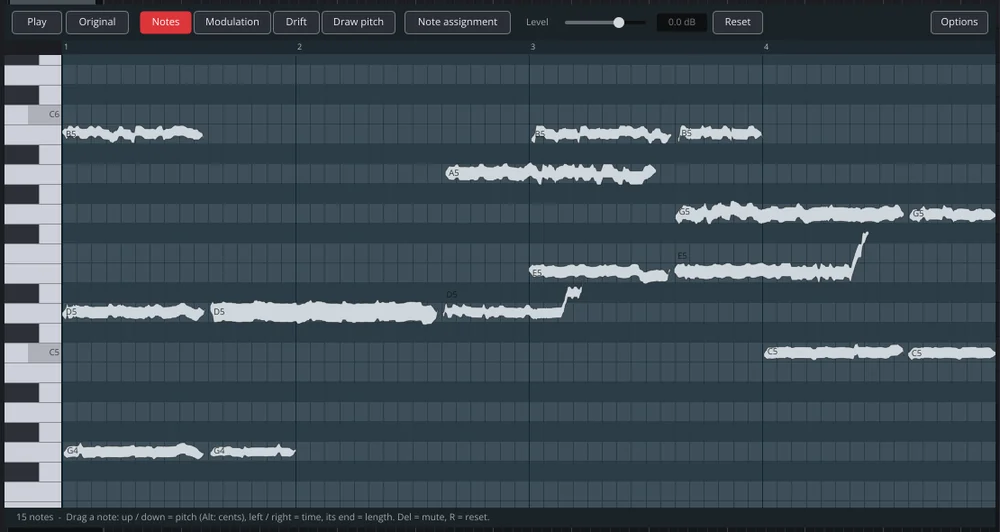 Play Original Notes Modulation Drift Draw pitch Note assignment Level 0.0 dB Reset Options
1 2 3 4
C6
B5 B5 B5
A5
G5 G5
E5 E5
D5 D5
C5 C5 C5
G4 G4
15 notes - Drag a note: up / down = pitch (Alt: cents), left / right = time, its end = length. Del = mute, R = reset.